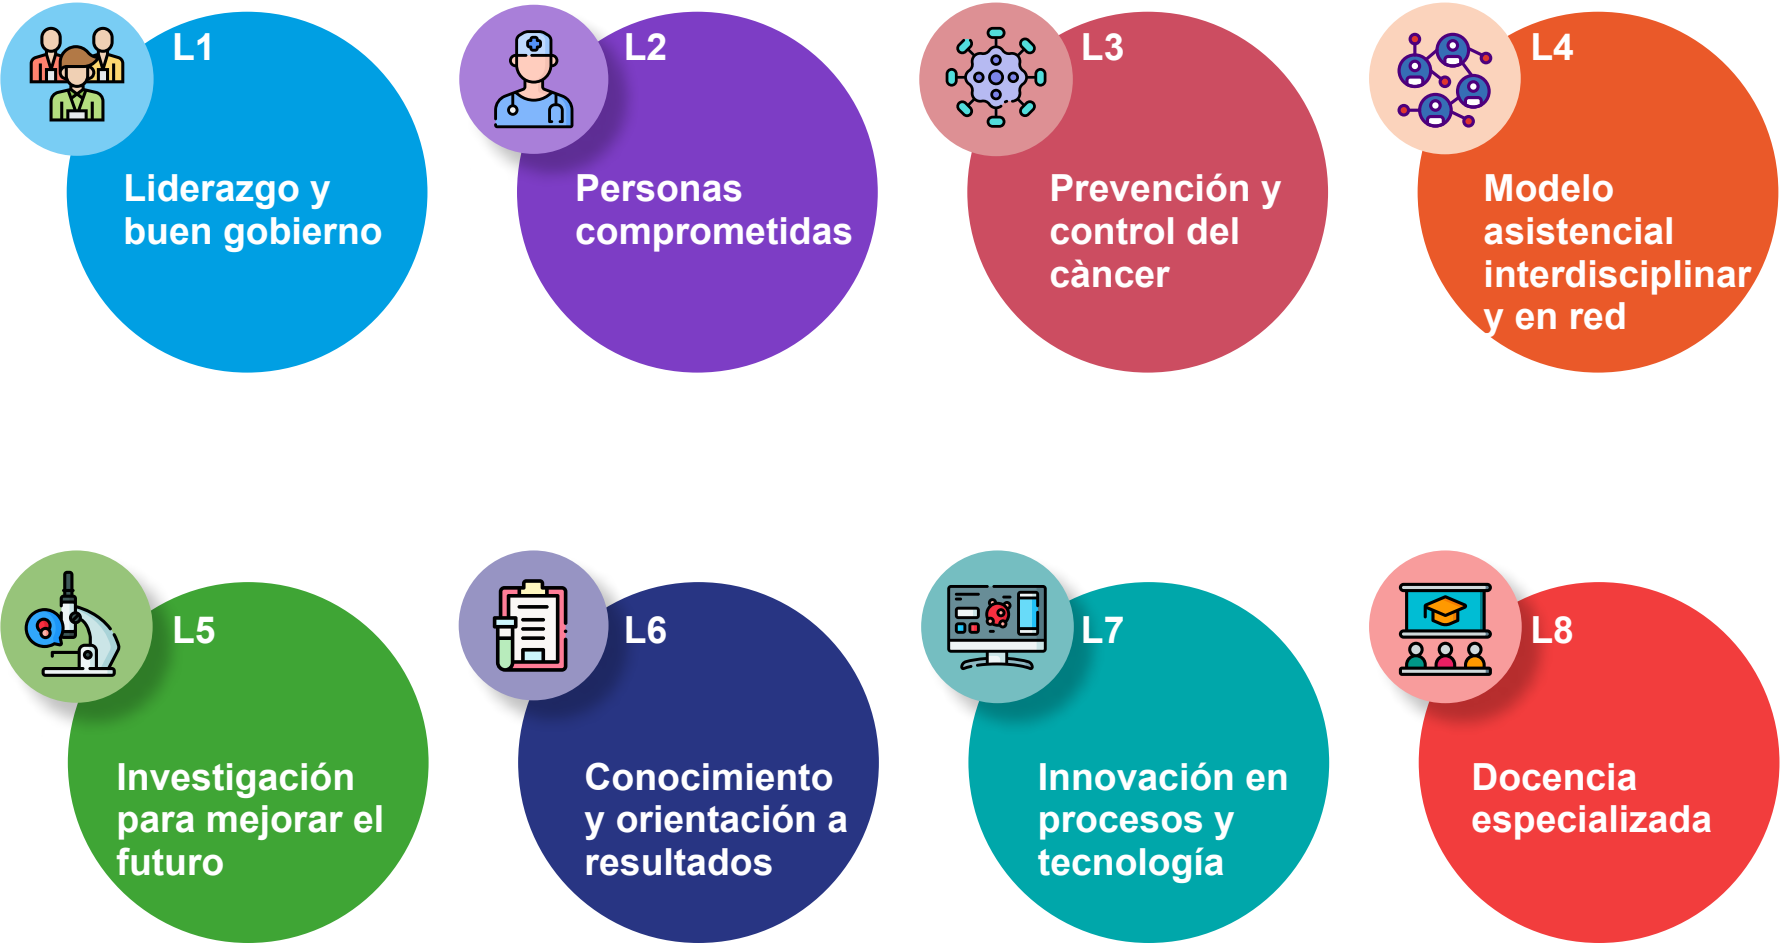 L1
Liderazgo y
buen gobierno
L2
Personas
comprometidas
L3
Prevención y
control del
càncer
L4
Modelo
asistencial
interdisciplinar
y en red
L5
Investigación
para mejorar el
futuro
L6
Conocimiento
y orientación a
resultados
L7
Innovación en
procesos y
tecnología
L8
Docencia
especializada